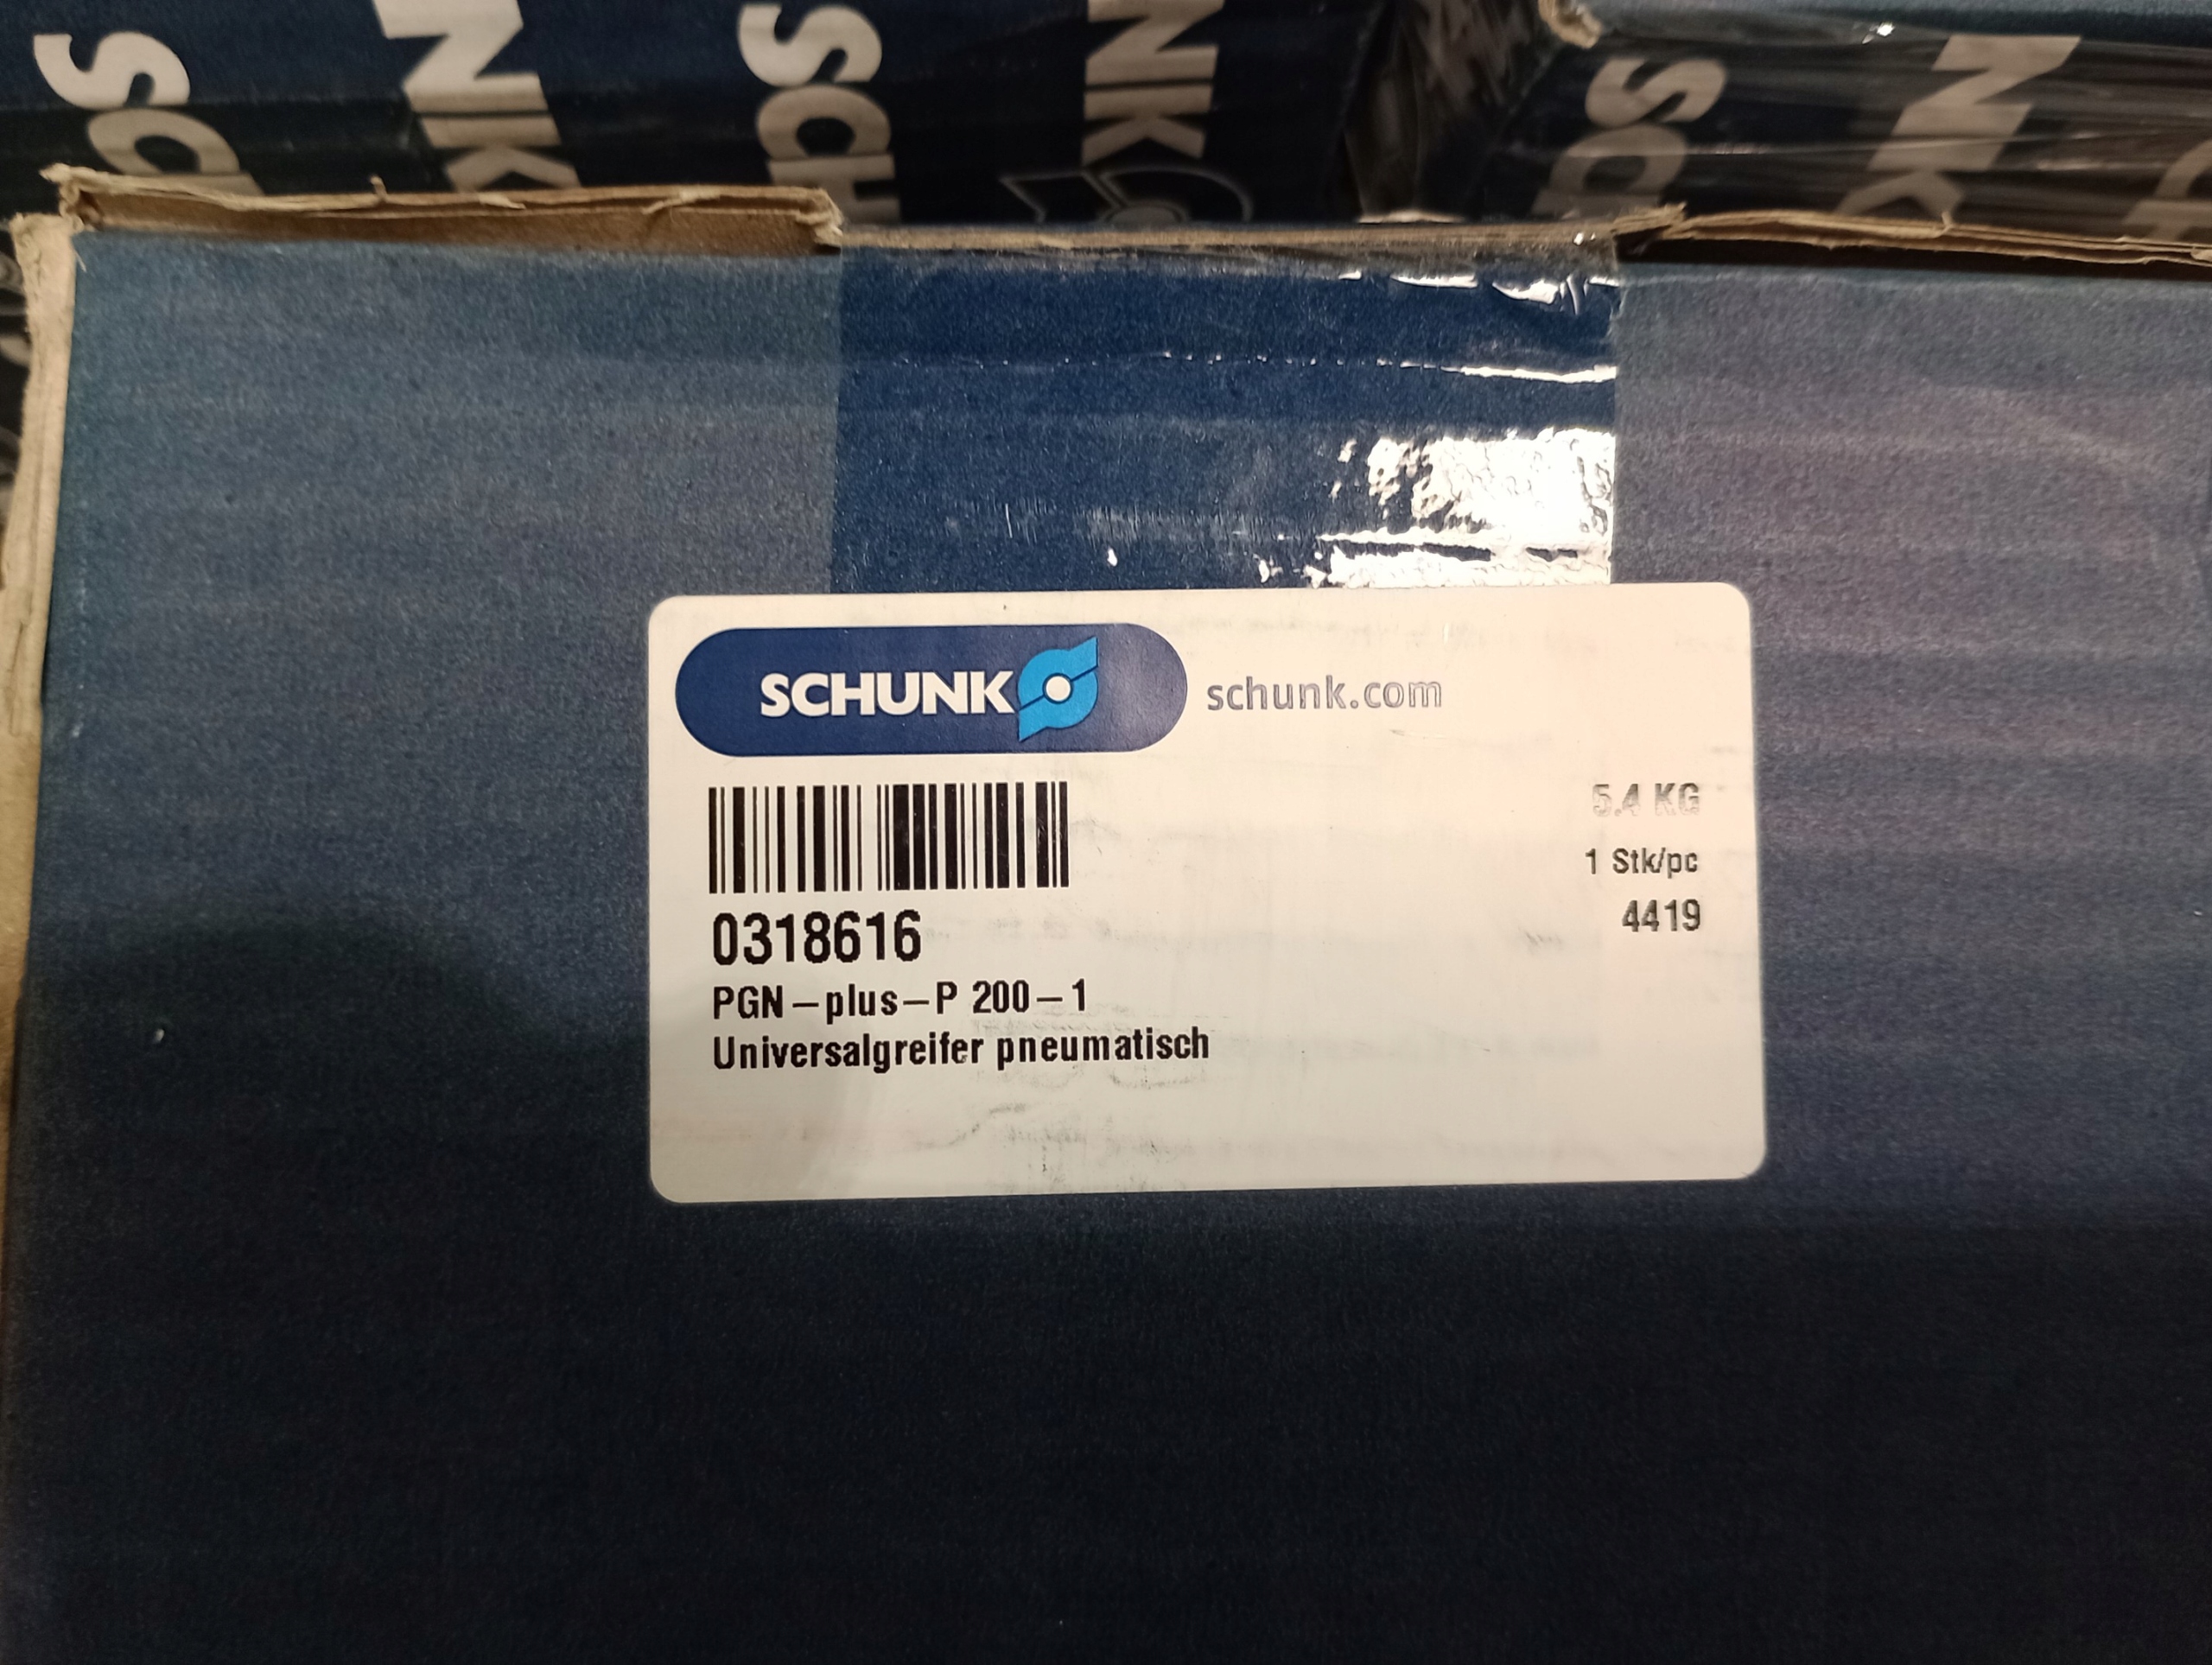 SCHUNK
schunk.com
5.4 KG
1 Stk/pc
4419
0318616
PGN–plus–P 200–1
Universalgreifer pneumatisch